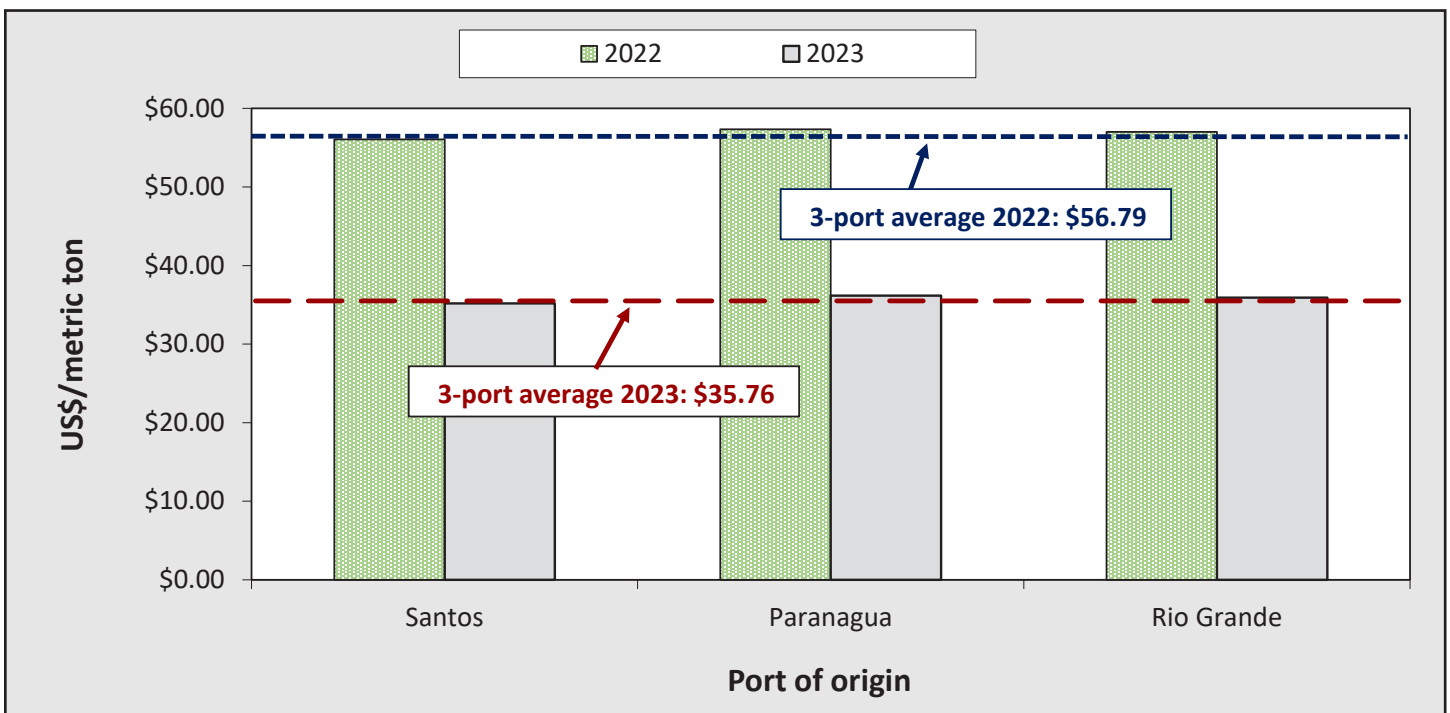 2022 2023
$60.00
$50.00
$40.00
$30.00
$20.00
$10.00
$0.00
US$/metric ton
3-port average 2022: $56.79
3-port average 2023: $35.76
Santos Paranagua Rio Grande
Port of origin